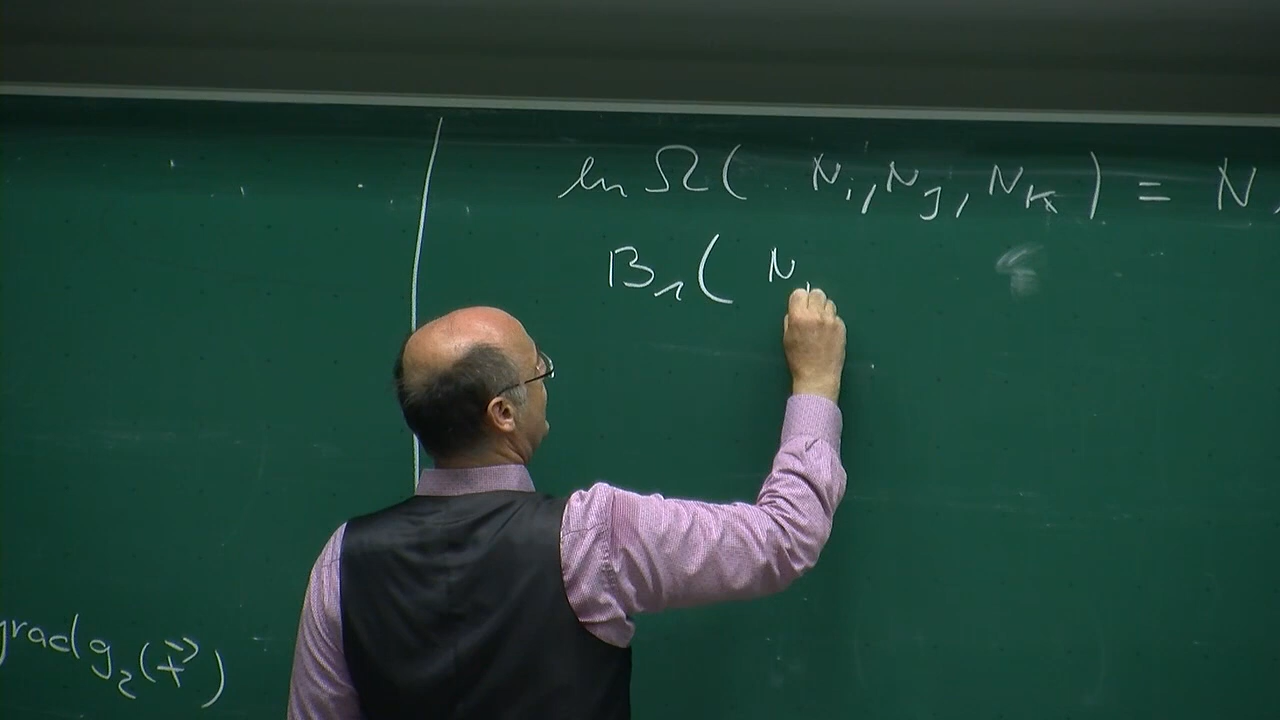 ln Ω( N_i, N_J, N_K ) = N
B_1( N
grad g_2(x⃗)